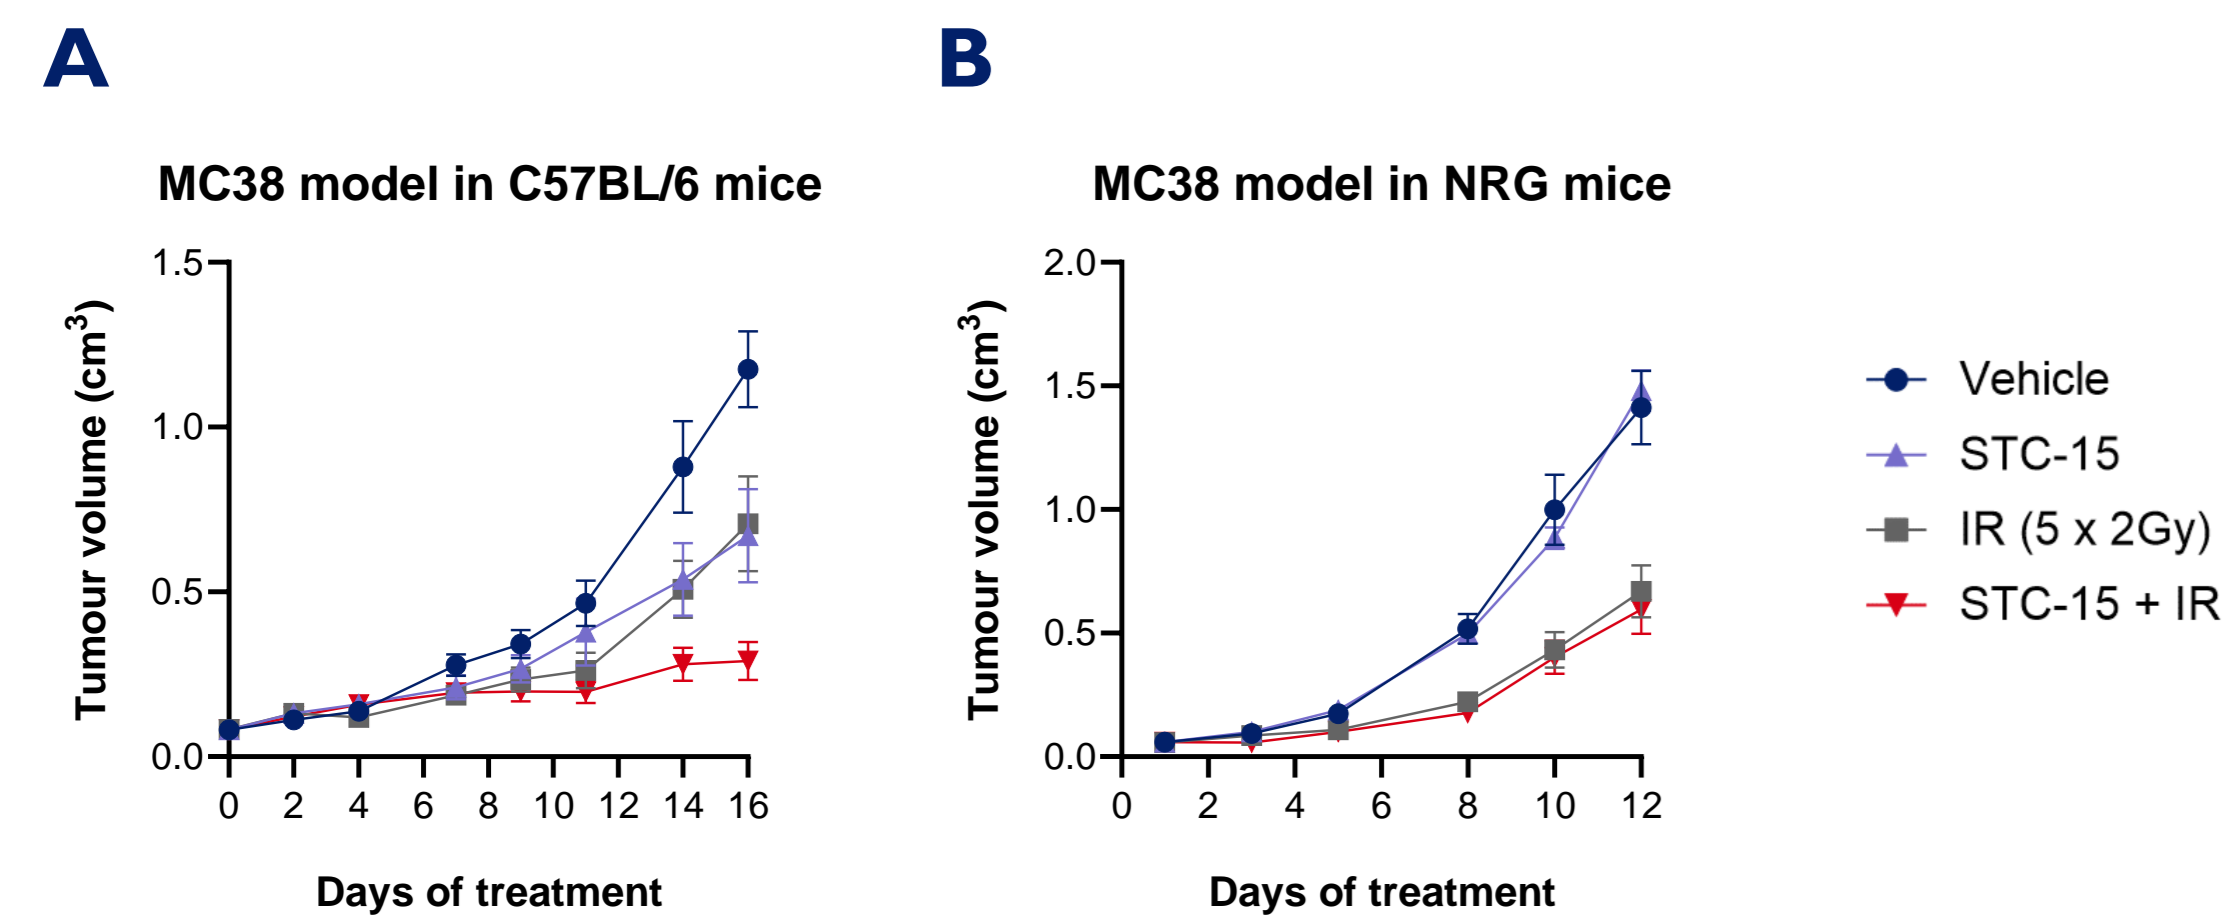 A
B
MC38 model in C57BL/6 mice
MC38 model in NRG mice
Tumour volume (cm³)
1.5
1.0
0.5
0.0
0 2 4 6 8 10 12 14 16
Days of treatment
Tumour volume (cm³)
2.0
1.5
1.0
0.5
0.0
0 2 4 6 8 10 12
Days of treatment
Vehicle
STC-15
IR (5 x 2Gy)
STC-15 + IR